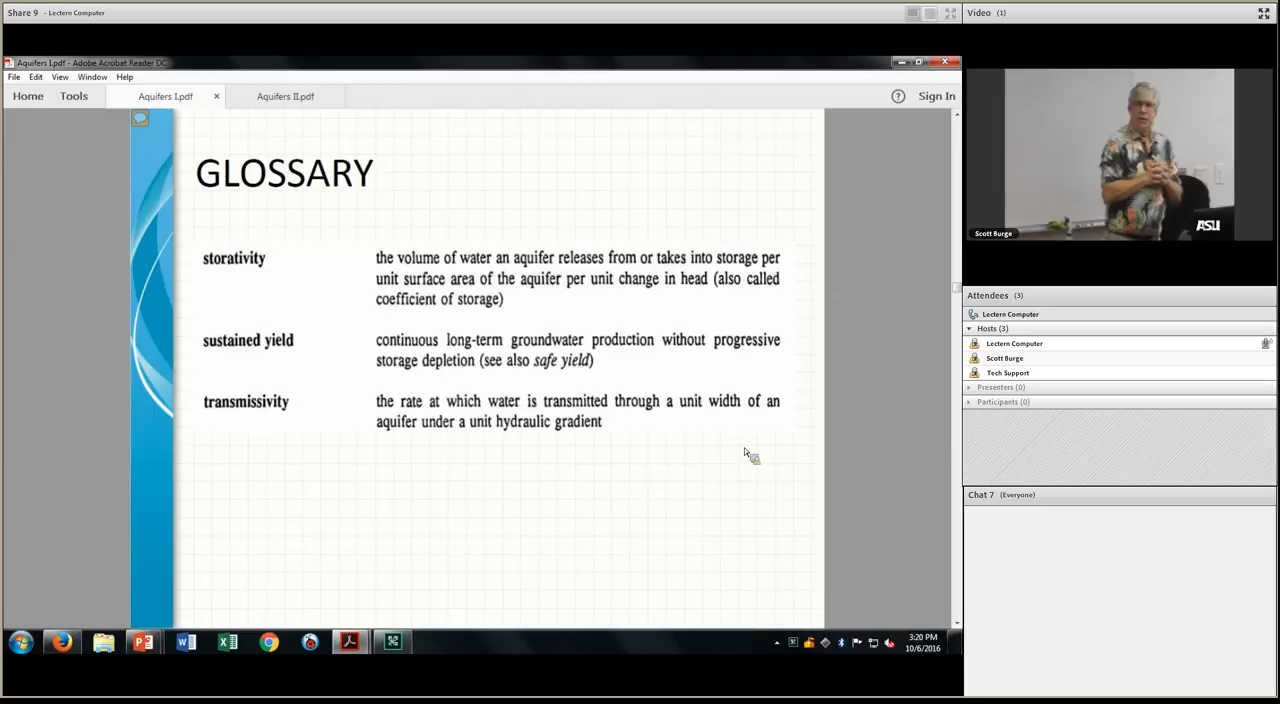 Share 9 - Lectern Computer
Video (1)
Aquifers I.pdf - Adobe Acrobat Reader DC
File Edit View Window Help
Home Tools Aquifers I.pdf × Aquifers II.pdf ? Sign In
GLOSSARY
storativity the volume of water an aquifer releases from or takes into storage per
unit surface area of the aquifer per unit change in head (also called
coefficient of storage)
sustained yield continuous long-term groundwater production without progressive
storage depletion (see also safe yield)
transmissivity the rate at which water is transmitted through a unit width of an
aquifer under a unit hydraulic gradient
3:20 PM
10/6/2016
ASU
Scott Burge
Attendees (3)
Lectern Computer
Hosts (3)
Lectern Computer
Scott Burge
Tech Support
Presenters (0)
Participants (0)
Chat 7 (Everyone)